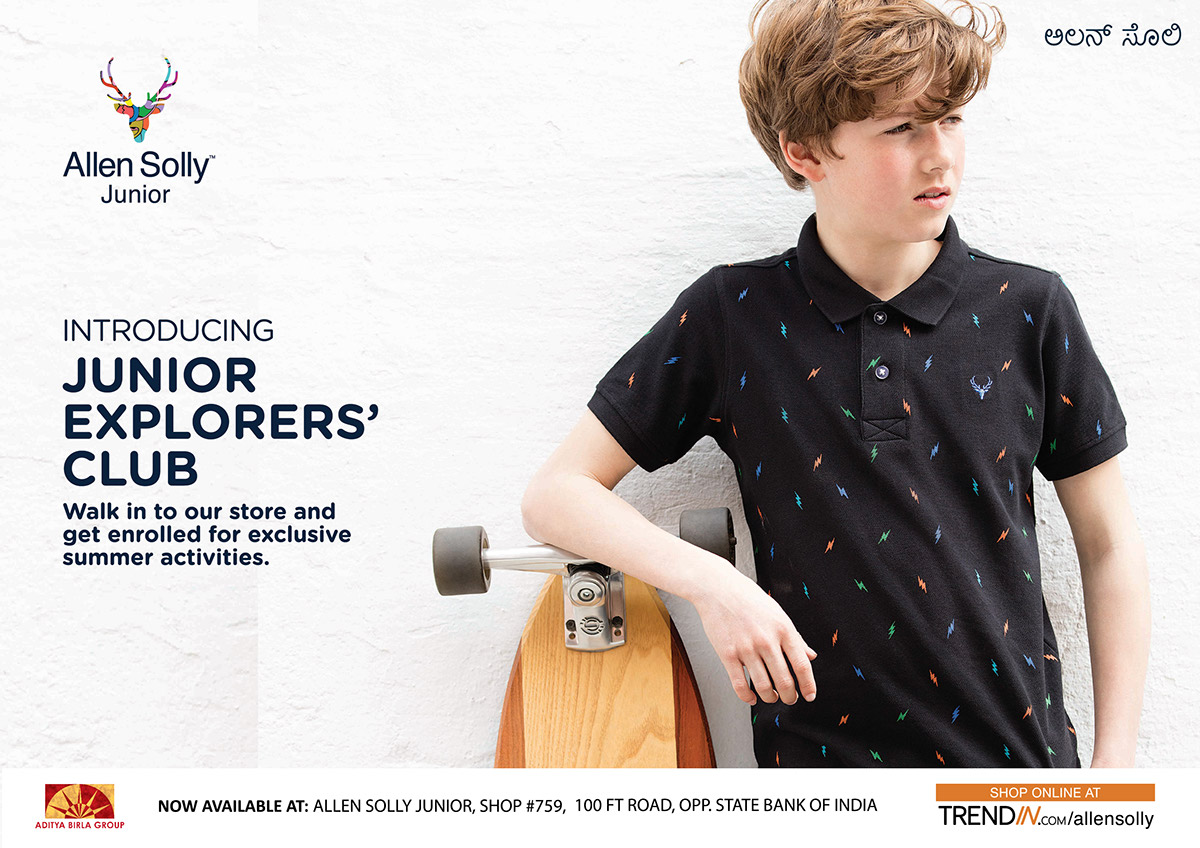 ಅಲನ್ ಸೊಲಿ
Allen Solly™
Junior
INTRODUCING
JUNIOR
EXPLORERS’
CLUB
Walk in to our store and
get enrolled for exclusive
summer activities.
ADITYA BIRLA GROUP
NOW AVAILABLE AT: ALLEN SOLLY JUNIOR, SHOP #759, 100 FT ROAD, OPP. STATE BANK OF INDIA
SHOP ONLINE AT
TRENDIN.COM/allensolly